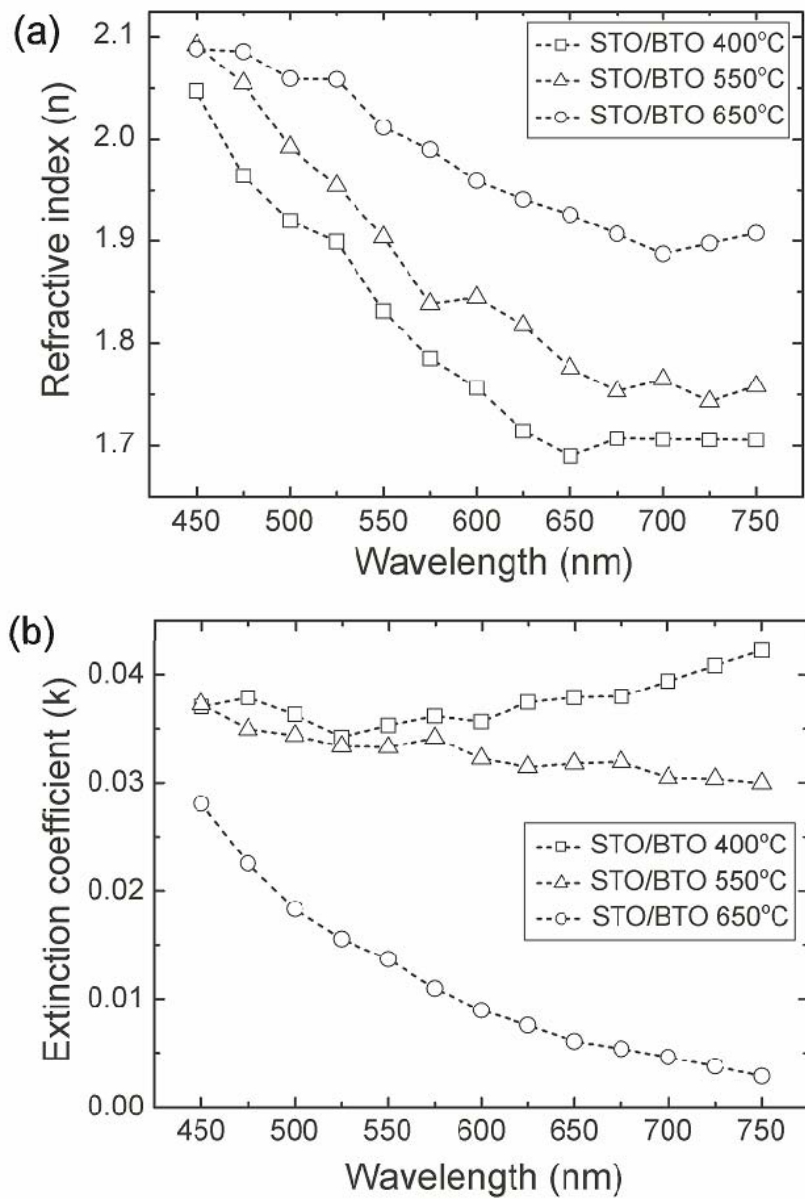 (a)
Refractive index (n)
2.1
2.0
1.9
1.8
1.7
STO/BTO 400°C
STO/BTO 550°C
STO/BTO 650°C
450 500 550 600 650 700 750
Wavelength (nm)
(b)
Extinction coefficient (k)
0.04
0.03
0.02
0.01
0.00
STO/BTO 400°C
STO/BTO 550°C
STO/BTO 650°C
450 500 550 600 650 700 750
Wavelength (nm)